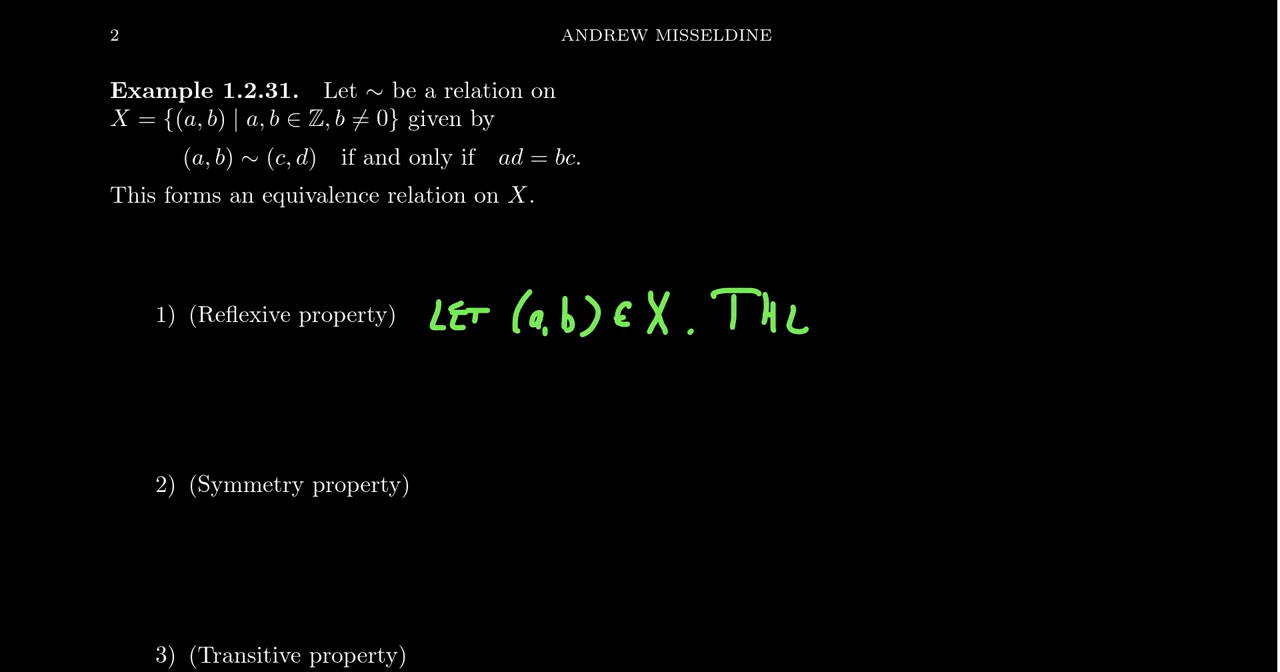 2 ANDREW MISSELDINE
Example 1.2.31. Let ∼ be a relation on
X = {(a, b) | a, b ∈ ℤ, b ≠ 0} given by
(a, b) ∼ (c, d) if and only if ad = bc.
This forms an equivalence relation on X.
1) (Reflexive property) LET (a, b) ∈ X. TH
2) (Symmetry property)
3) (Transitive property)